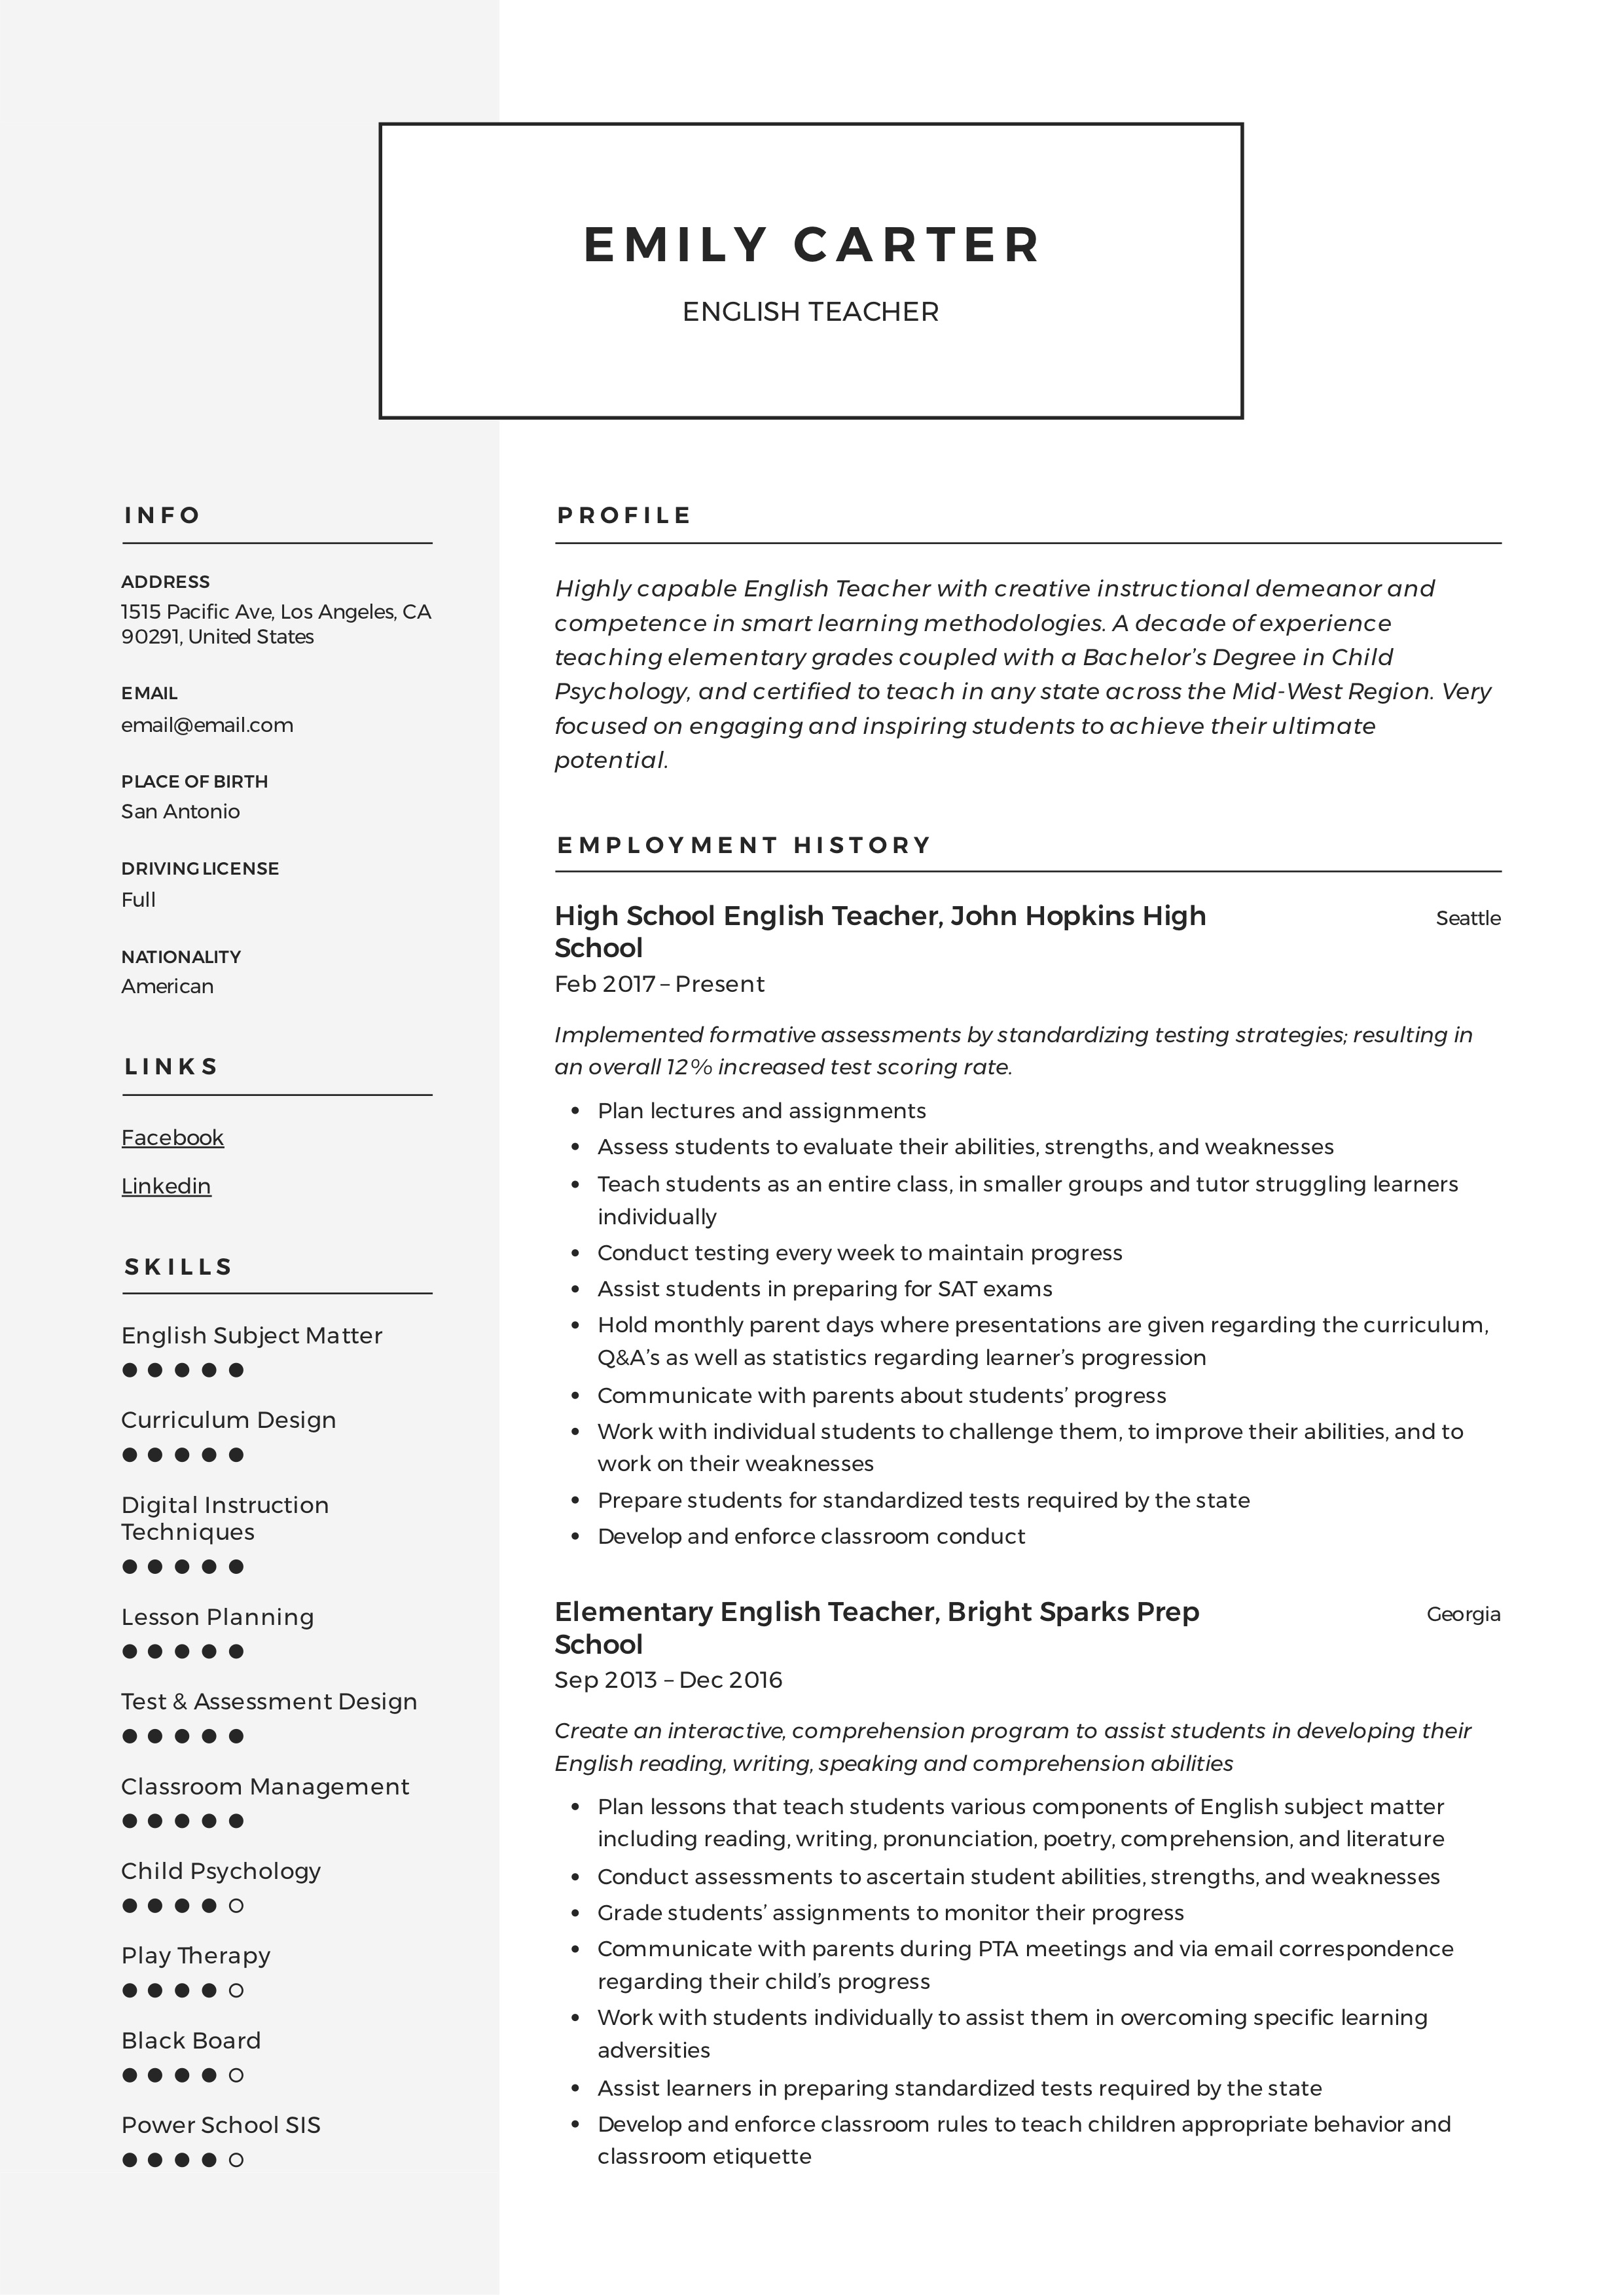 EMILY CARTER
ENGLISH TEACHER
INFO
ADDRESS
1515 Pacific Ave, Los Angeles, CA
90291, United States
EMAIL
email@email.com
PLACE OF BIRTH
San Antonio
DRIVING LICENSE
Full
NATIONALITY
American
LINKS
Facebook
Linkedin
SKILLS
English Subject Matter
Curriculum Design
Digital Instruction
Techniques
Lesson Planning
Test & Assessment Design
Classroom Management
Child Psychology
Play Therapy
Black Board
Power School SIS
PROFILE
Highly capable English Teacher with creative instructional demeanor and
competence in smart learning methodologies. A decade of experience
teaching elementary grades coupled with a Bachelor’s Degree in Child
Psychology, and certified to teach in any state across the Mid-West Region. Very
focused on engaging and inspiring students to achieve their ultimate
potential.
EMPLOYMENT HISTORY
High School English Teacher, John Hopkins High
School
Seattle
Feb 2017 – Present
Implemented formative assessments by standardizing testing strategies; resulting in
an overall 12% increased test scoring rate.
• Plan lectures and assignments
• Assess students to evaluate their abilities, strengths, and weaknesses
• Teach students as an entire class, in smaller groups and tutor struggling learners
individually
• Conduct testing every week to maintain progress
• Assist students in preparing for SAT exams
• Hold monthly parent days where presentations are given regarding the curriculum,
Q&A’s as well as statistics regarding learner’s progression
• Communicate with parents about students’ progress
• Work with individual students to challenge them, to improve their abilities, and to
work on their weaknesses
• Prepare students for standardized tests required by the state
• Develop and enforce classroom conduct
Elementary English Teacher, Bright Sparks Prep
School
Georgia
Sep 2013 – Dec 2016
Create an interactive, comprehension program to assist students in developing their
English reading, writing, speaking and comprehension abilities
• Plan lessons that teach students various components of English subject matter
including reading, writing, pronunciation, poetry, comprehension, and literature
• Conduct assessments to ascertain student abilities, strengths, and weaknesses
• Grade students’ assignments to monitor their progress
• Communicate with parents during PTA meetings and via email correspondence
regarding their child’s progress
• Work with students individually to assist them in overcoming specific learning
adversities
• Assist learners in preparing standardized tests required by the state
• Develop and enforce classroom rules to teach children appropriate behavior and
classroom etiquette